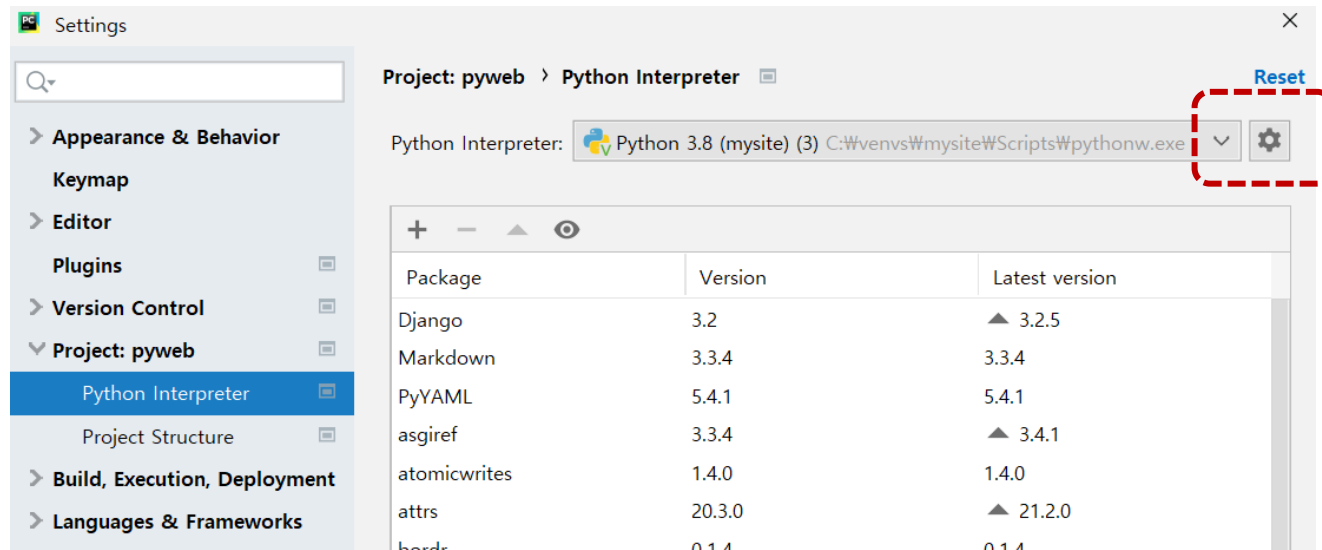 PC
Settings
Project: pyweb › Python Interpreter
Reset
Appearance & Behavior
Python Interpreter: Python 3.8 (mysite) (3) C:₩venvs₩mysite₩Scripts₩pythonw.exe
Keymap
Editor
Plugins
Package Version Latest version
Version Control
Django 3.2 ▲ 3.2.5
Project: pyweb
Markdown 3.3.4 3.3.4
Python Interpreter
PyYAML 5.4.1 5.4.1
Project Structure
asgiref 3.3.4 ▲ 3.4.1
Build, Execution, Deployment
atomicwrites 1.4.0 1.4.0
Languages & Frameworks
attrs 20.3.0 ▲ 21.2.0